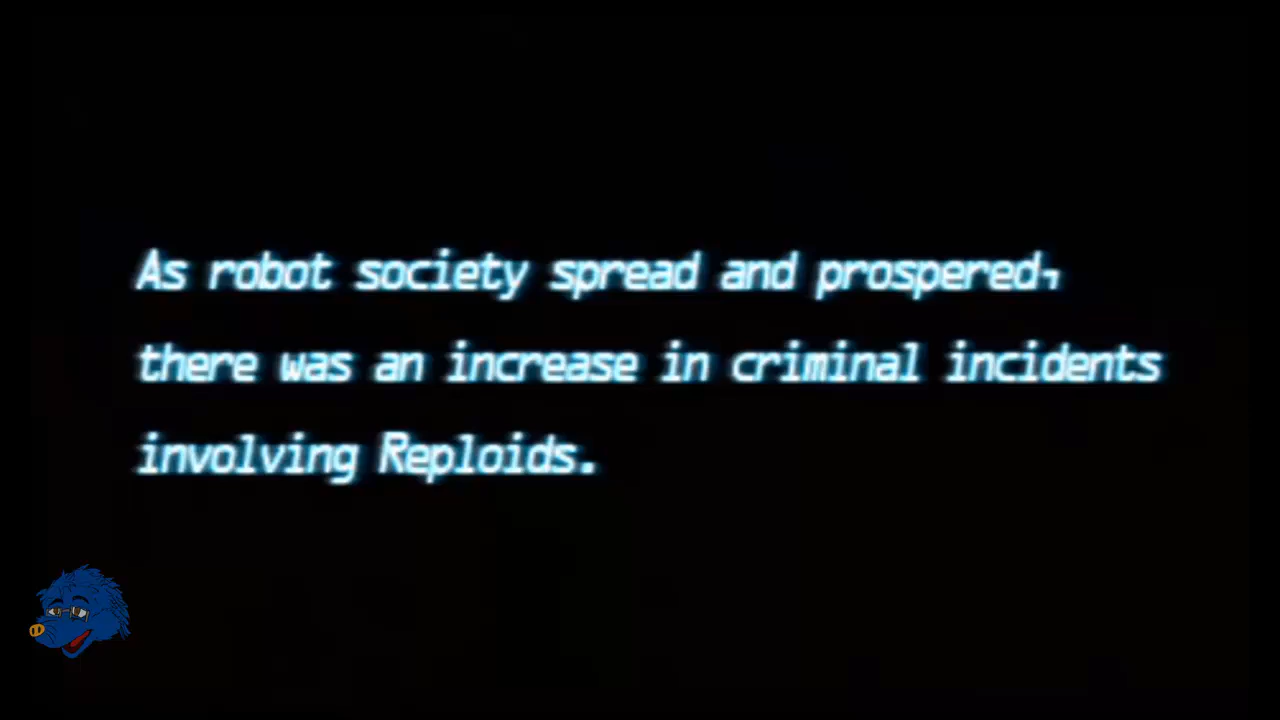 As robot society spread and prospered,
there was an increase in criminal incidents
involving Reploids.